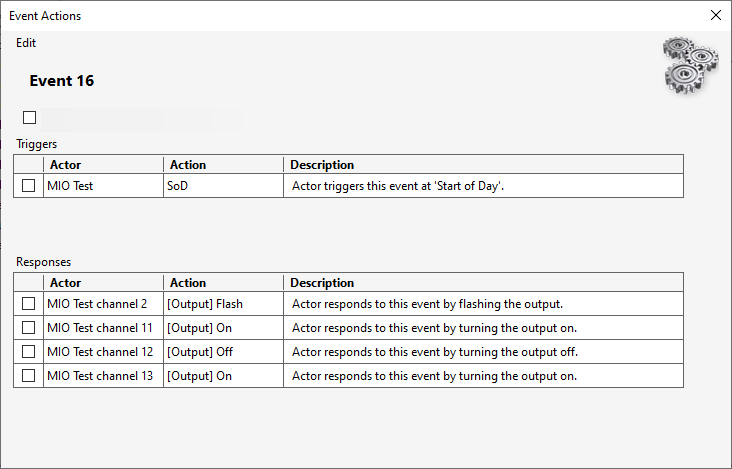 Event Actions
Edit
Event 16
Triggers
Actor Action Description
MIO Test SoD Actor triggers this event at 'Start of Day'.
Responses
Actor Action Description
MIO Test channel 2 [Output] Flash Actor responds to this event by flashing the output.
MIO Test channel 11 [Output] On Actor responds to this event by turning the output on.
MIO Test channel 12 [Output] Off Actor responds to this event by turning the output off.
MIO Test channel 13 [Output] On Actor responds to this event by turning the output on.